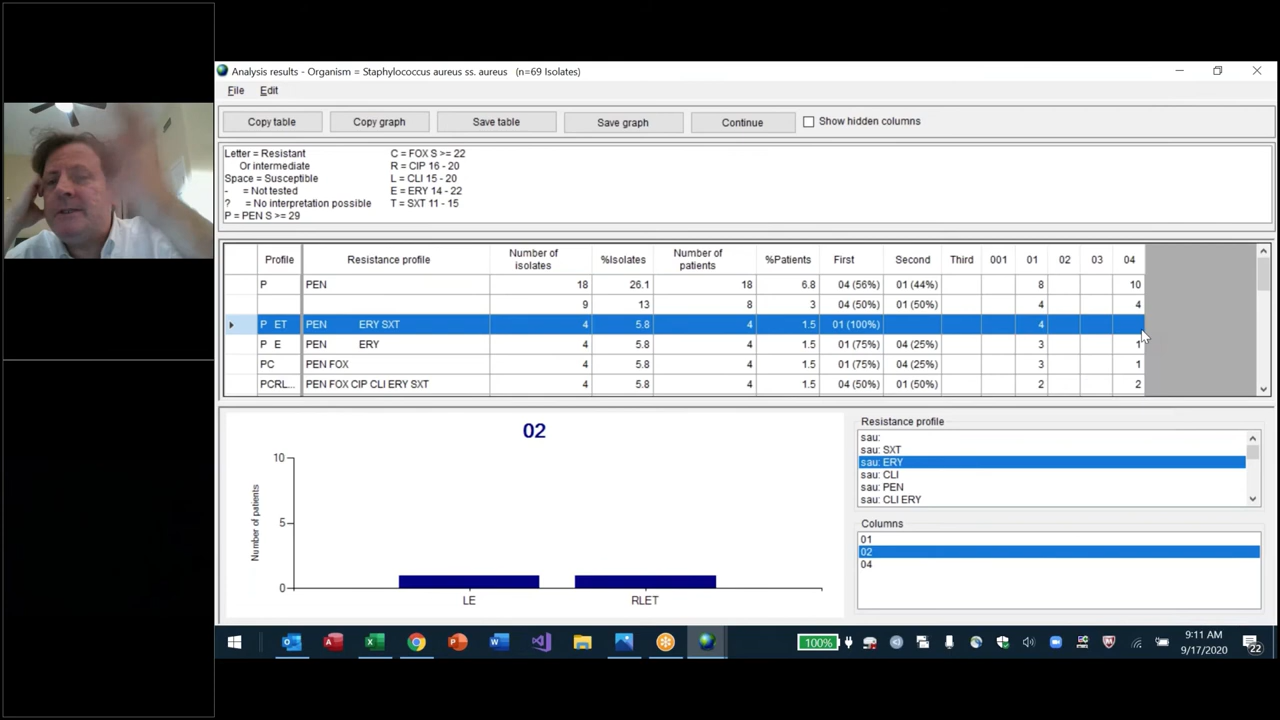 Analysis results - Organism = Staphylococcus aureus ss. aureus (n=69 Isolates)
File Edit
Copy table Copy graph Save table Save graph Continue Show hidden columns
Letter = Resistant C = FOX S >= 22
Or intermediate R = CIP 16 - 20
Space = Susceptible L = CLI 15 - 20
- = Not tested E = ERY 14 - 22
? = No interpretation possible T = SXT 11 - 15
P = PEN S >= 29
Profile Resistance profile Number of isolates %Isolates Number of patients %Patients First Second Third 001 01 02 03 04
P PEN 18 26.1 18 6.8 04 (56%) 01 (44%) 8 10
9 13 8 3 04 (50%) 01 (50%) 4 4
P ET PEN ERY SXT 4 5.8 4 1.5 01 (100%) 4
P E PEN ERY 4 5.8 4 1.5 01 (75%) 04 (25%) 3 1
PC PEN FOX 4 5.8 4 1.5 01 (75%) 04 (25%) 3 1
PCRL... PEN FOX CIP CLI ERY SXT 4 5.8 4 1.5 04 (50%) 01 (50%) 2 2
02
Number of patients
10
5
0
LE RLET
Resistance profile
sau:
sau: SXT
sau: ERY
sau: CLI
sau: PEN
sau: CLI ERY
Columns
01
02
04
100%
9:11 AM
9/17/2020
22